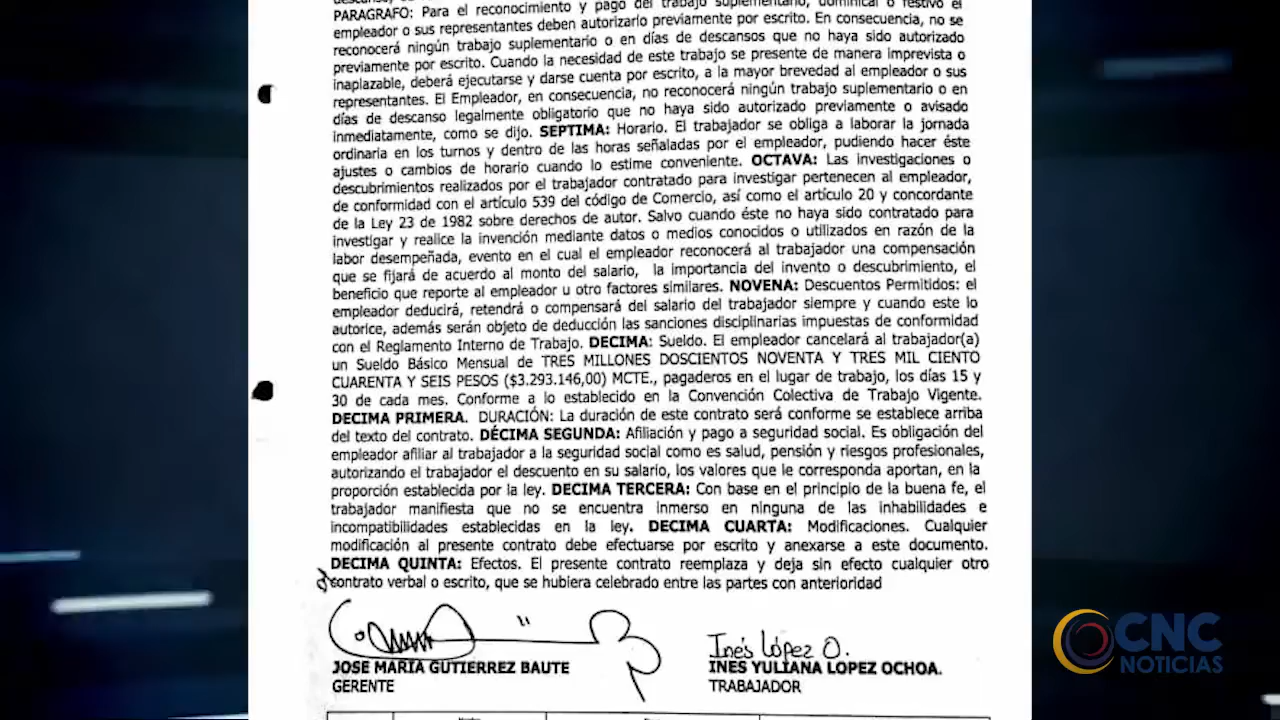 PARAGRAFO: Para el reconocimiento y pago del trabajo suplementario, dominical o festivo el
empleador o sus representantes deben autorizarlo previamente por escrito. En consecuencia, no se
reconocerá ningún trabajo suplementario o en días de descansos que no haya sido autorizado
previamente por escrito. Cuando la necesidad de este trabajo se presente de manera imprevista o
inaplazable, deberá ejecutarse y darse cuenta por escrito, a la mayor brevedad al empleador o sus
representantes. El Empleador, en consecuencia, no reconocerá ningún trabajo suplementario o en
días de descanso legalmente obligatorio que no haya sido autorizado previamente o avisado
inmediatamente, como se dijo. SEPTIMA: Horario. El trabajador se obliga a laborar la jornada
ordinaria en los turnos y dentro de las horas señaladas por el empleador, pudiendo hacer éste
ajustes o cambios de horario cuando lo estime conveniente. OCTAVA: Las investigaciones o
descubrimientos realizados por el trabajador contratado para investigar pertenecen al empleador,
de conformidad con el artículo 539 del código de Comercio, así como el artículo 20 y concordante
de la Ley 23 de 1982 sobre derechos de autor. Salvo cuando éste no haya sido contratado para
investigar y realice la invención mediante datos o medios conocidos o utilizados en razón de la
labor desempeñada, evento en el cual el empleador reconocerá al trabajador una compensación
que se fijará de acuerdo al monto del salario, la importancia del invento o descubrimiento, el
beneficio que reporte al empleador u otro factores similares. NOVENA: Descuentos Permitidos: el
empleador deducirá, retendrá o compensará del salario del trabajador siempre y cuando este lo
autorice, además serán objeto de deducción las sanciones disciplinarias impuestas de conformidad
con el Reglamento Interno de Trabajo. DECIMA: Sueldo. El empleador cancelará al trabajador(a)
un Sueldo Básico Mensual de TRES MILLONES DOSCIENTOS NOVENTA Y TRES MIL CIENTO
CUARENTA Y SEIS PESOS ($3.293.146,00) MCTE., pagaderos en el lugar de trabajo, los días 15 y
30 de cada mes. Conforme a lo establecido en la Convención Colectiva de Trabajo Vigente.
DECIMA PRIMERA. DURACIÓN: La duración de este contrato será conforme se establece arriba
del texto del contrato. DÉCIMA SEGUNDA: Afiliación y pago a seguridad social. Es obligación del
empleador afiliar al trabajador a la seguridad social como es salud, pensión y riesgos profesionales,
autorizando el trabajador el descuento en su salario, los valores que le corresponda aportan, en la
proporción establecida por la ley. DECIMA TERCERA: Con base en el principio de la buena fe, el
trabajador manifiesta que no se encuentra inmerso en ninguna de las inhabilidades e
incompatibilidades establecidas en la ley. DECIMA CUARTA: Modificaciones. Cualquier
modificación al presente contrato debe efectuarse por escrito y anexarse a este documento.
DECIMA QUINTA: Efectos. El presente contrato reemplaza y deja sin efecto cualquier otro
contrato verbal o escrito, que se hubiera celebrado entre las partes con anterioridad
Inés López O.
JOSE MARIA GUTIERREZ BAUTE
INES YULIANA LOPEZ OCHOA.
GERENTE
TRABAJADOR
CNC
NOTICIAS